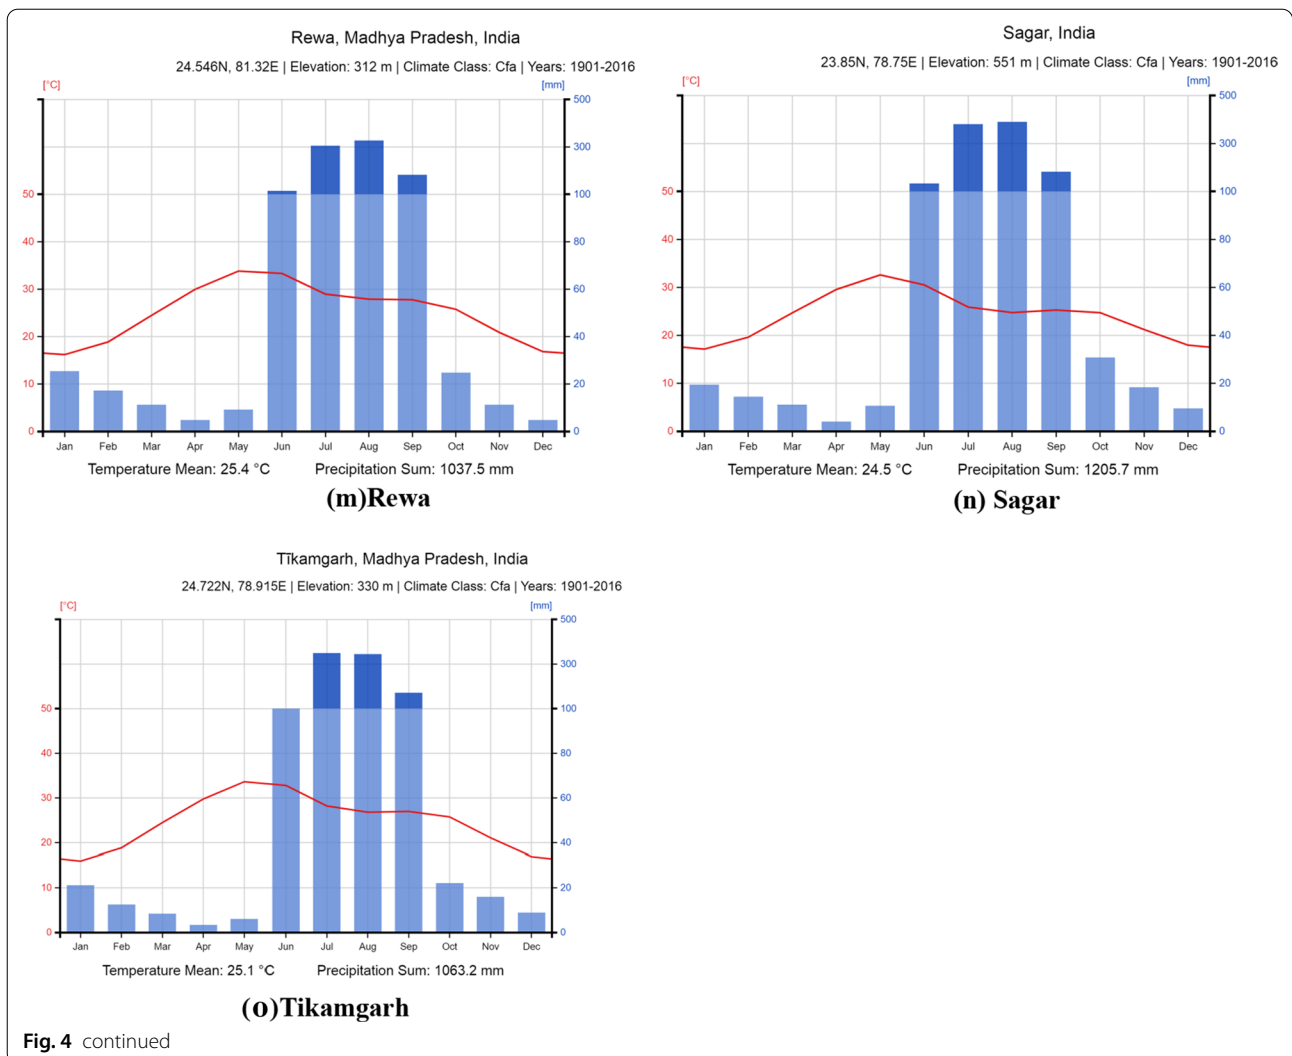 Rewa, Madhya Pradesh, India
24.546N, 81.32E | Elevation: 312 m | Climate Class: Cfa | Years: 1901-2016
[°C] [mm]
500
300
50 100
40 80
30 60
20 40
10 20
0 0
Jan Feb Mar Apr May Jun Jul Aug Sep Oct Nov Dec
Temperature Mean: 25.4 °C Precipitation Sum: 1037.5 mm
(m)Rewa
Sagar, India
23.85N, 78.75E | Elevation: 551 m | Climate Class: Cfa | Years: 1901-2016
[°C] [mm]
500
300
50 100
40 80
30 60
20 40
10 20
0 0
Jan Feb Mar Apr May Jun Jul Aug Sep Oct Nov Dec
Temperature Mean: 24.5 °C Precipitation Sum: 1205.7 mm
(n) Sagar
Tīkamgarh, Madhya Pradesh, India
24.722N, 78.915E | Elevation: 330 m | Climate Class: Cfa | Years: 1901-2016
[°C] [mm]
500
300
50 100
40 80
30 60
20 40
10 20
0 0
Jan Feb Mar Apr May Jun Jul Aug Sep Oct Nov Dec
Temperature Mean: 25.1 °C Precipitation Sum: 1063.2 mm
(o)Tikamgarh
Fig. 4 continued